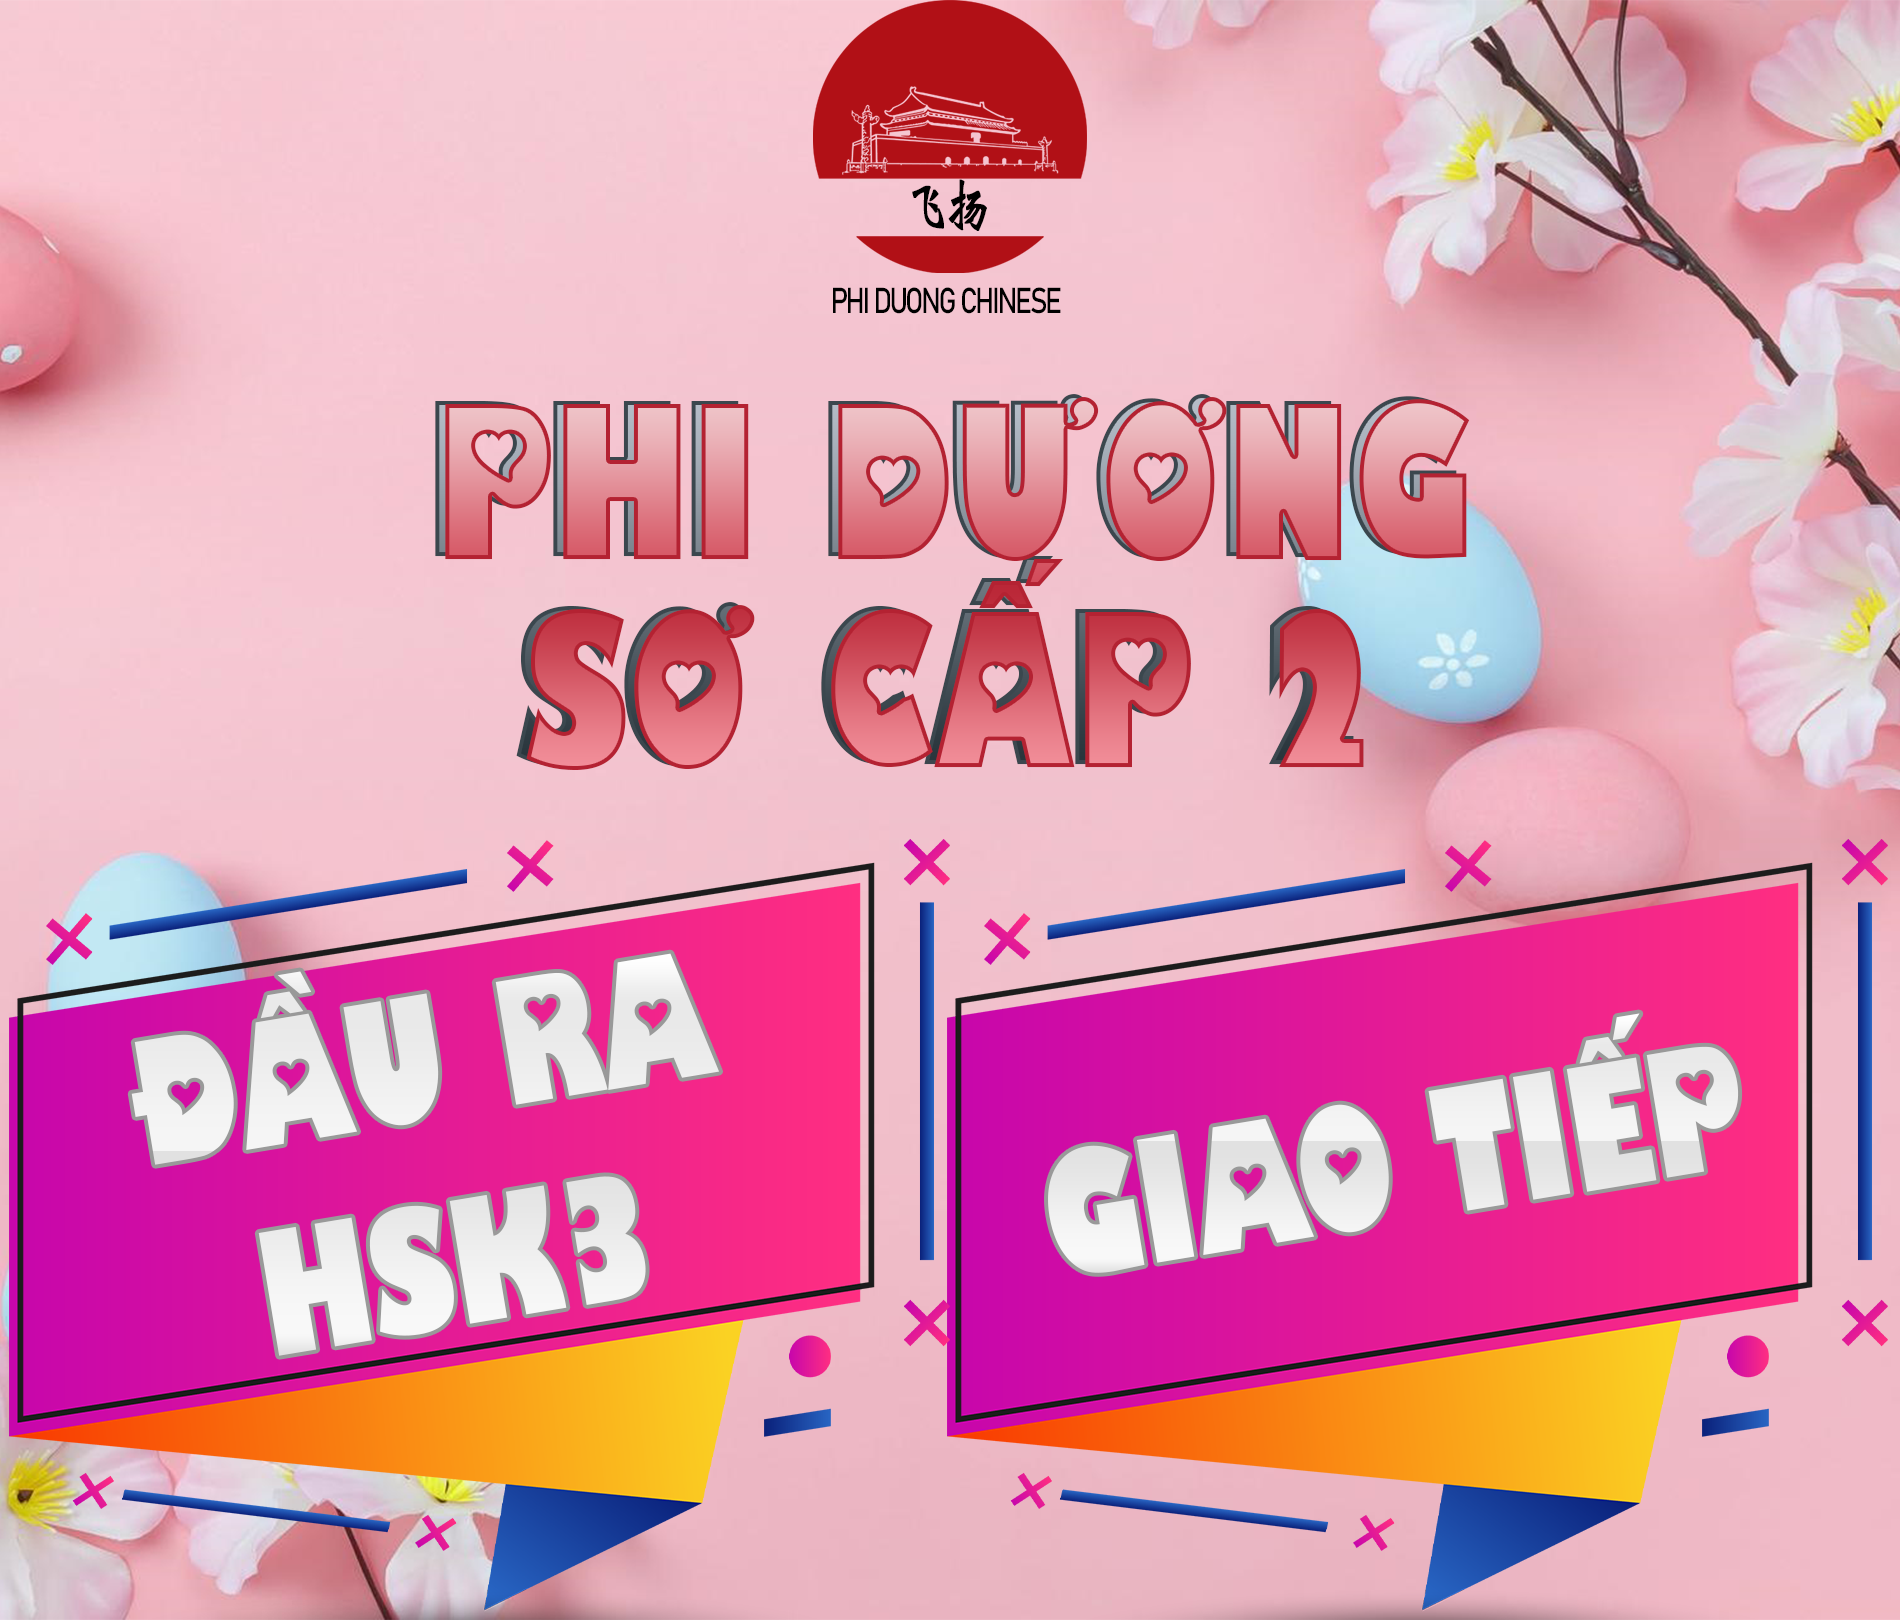 飞扬
PHI DUONG CHINESE
PHI DƯƠNG
SƠ CẤP 2
ĐẦU RA
HSK3
GIAO TIẾP